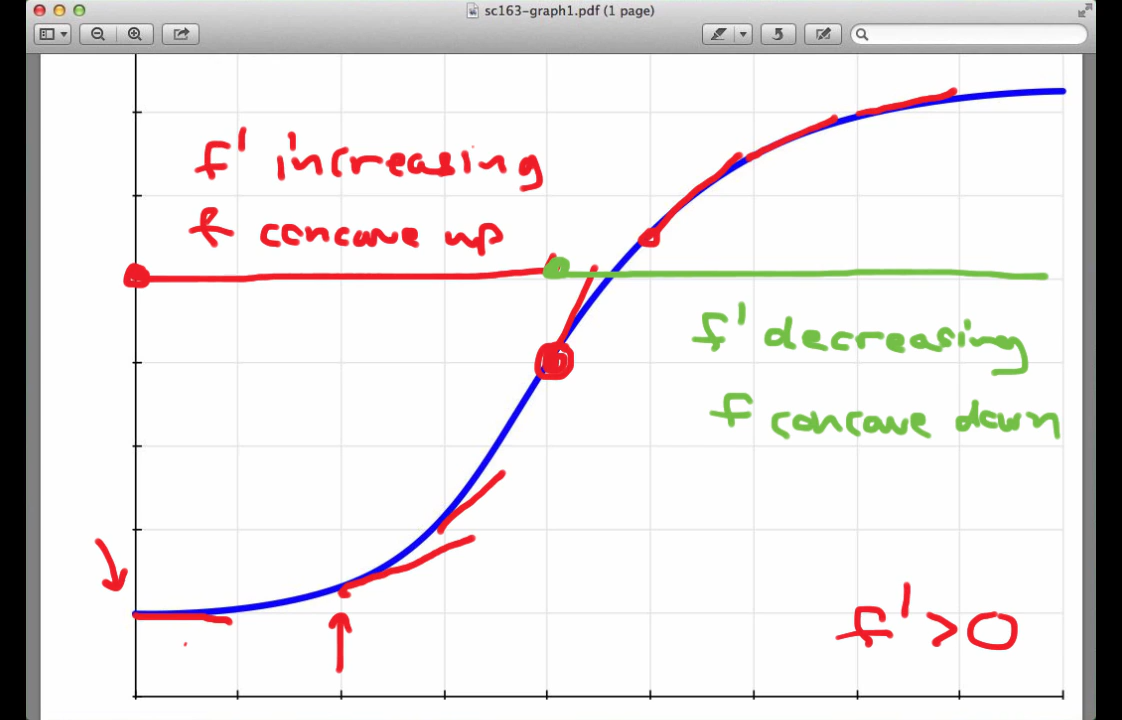 sc163-graph1.pdf (1 page)
f' increasing
f concave up
f' decreasing
f concave down
f' > 0